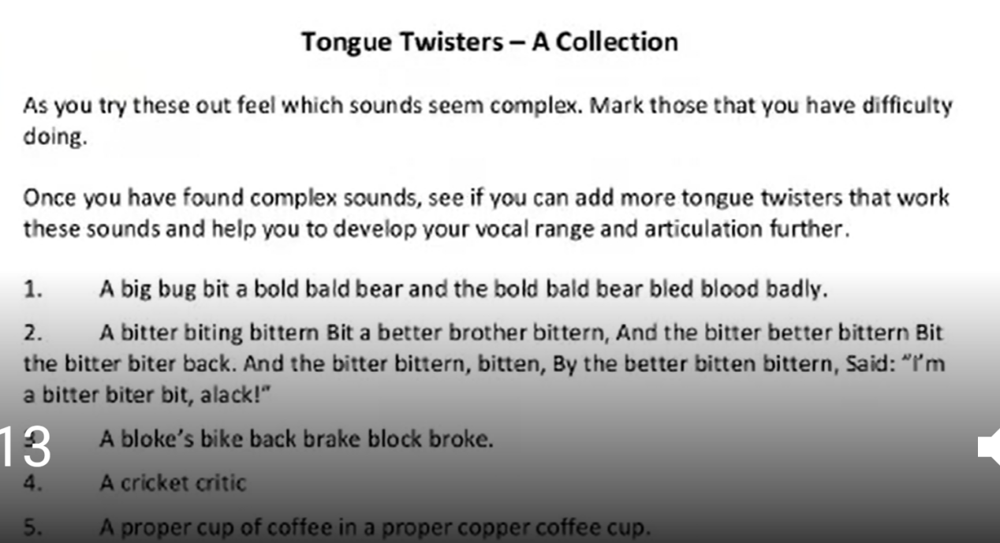 Tongue Twisters – A Collection
As you try these out feel which sounds seem complex. Mark those that you have difficulty
doing.
Once you have found complex sounds, see if you can add more tongue twisters that work
these sounds and help you to develop your vocal range and articulation further.
1. A big bug bit a bold bald bear and the bold bald bear bled blood badly.
2. A bitter biting bittern Bit a better brother bittern, And the bitter better bittern Bit
the bitter biter back. And the bitter bittern, bitten, By the better bitten bittern, Said: “I’m
a bitter biter bit, alack!”
3. A bloke’s bike back brake block broke.
13
4. A cricket critic
5. A proper cup of coffee in a proper copper coffee cup.